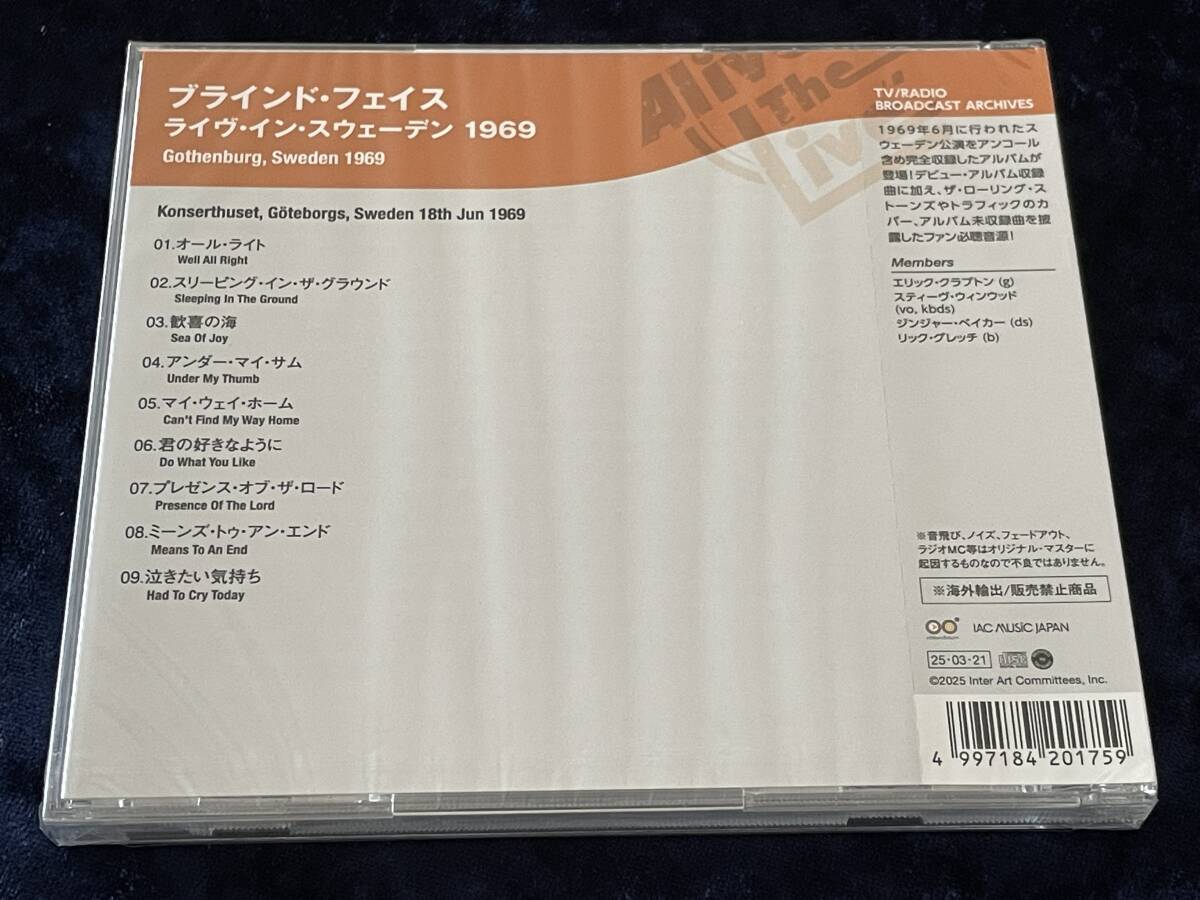 ブラインド・フェイス
ライヴ・イン・スウェーデン 1969
Gothenburg, Sweden 1969
Alive
The
Live
TV/RADIO
BROADCAST ARCHIVES
1969年6月に行われたス
ウェーデン公演をアンコール
含め完全収録したアルバムが
登場!デビュー・アルバム収録
曲に加え、ザ・ローリング・ス
トーンズやトラフィックのカ
バー、アルバム未収録曲を披
露したファン必聴音源!
Members
エリック・クラプトン (g)
スティーヴ・ウィンウッド
(vo, kbds)
ジンジャー・ベイカー (ds)
リック・グレッチ (b)
Konserthuset, Göteborgs, Sweden 18th Jun 1969
01.オール・ライト
Well All Right
02.スリーピング・イン・ザ・グラウンド
Sleeping In The Ground
03.歓喜の海
Sea Of Joy
04.アンダー・マイ・サム
Under My Thumb
05.マイ・ウェイ・ホーム
Can't Find My Way Home
06.君の好きなように
Do What You Like
07.プレゼンス・オブ・ザ・ロード
Presence Of The Lord
08.ミーンズ・トゥ・アン・エンド
Means To An End
09.泣きたい気持ち
Had To Cry Today
※音飛び、ノイズ、フェードアウト、
ラジオMC等はオリジナル・マスターに
起因するものなので不良ではありません。
※海外輸出/販売禁止商品
IAC MUSIC JAPAN
25・03・21
©2025 Inter Art Committees, Inc.
4 997184 201759